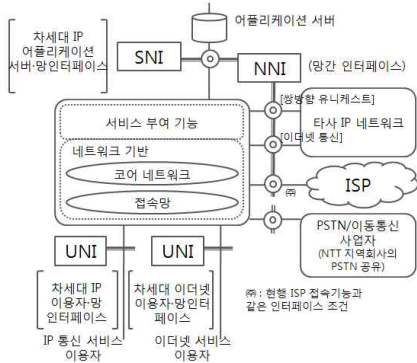 어플리케이션 서버
차세대 IP
어플리케이션
서버·망인터페이스
SNI
NNI
(망간 인터페이스)
[쌍방향 유니케스트]
타사 IP 네트워크
[이더넷 통신]
서비스 부여 기능
네트워크 기반
코어 네트워크
접속망
㈜
ISP
PSTN/이동통신
사업자
(NTT 지역회사의
PSTN 공유)
UNI
UNI
차세대 IP
이용자·망
인터페이스
차세대 이더넷
이용자·망인터
페이스
㈜ : 현행 ISP 접속기능과
같은 인터페이스 조건
IP 통신 서비스
이용자
이더넷 서비스
이용자